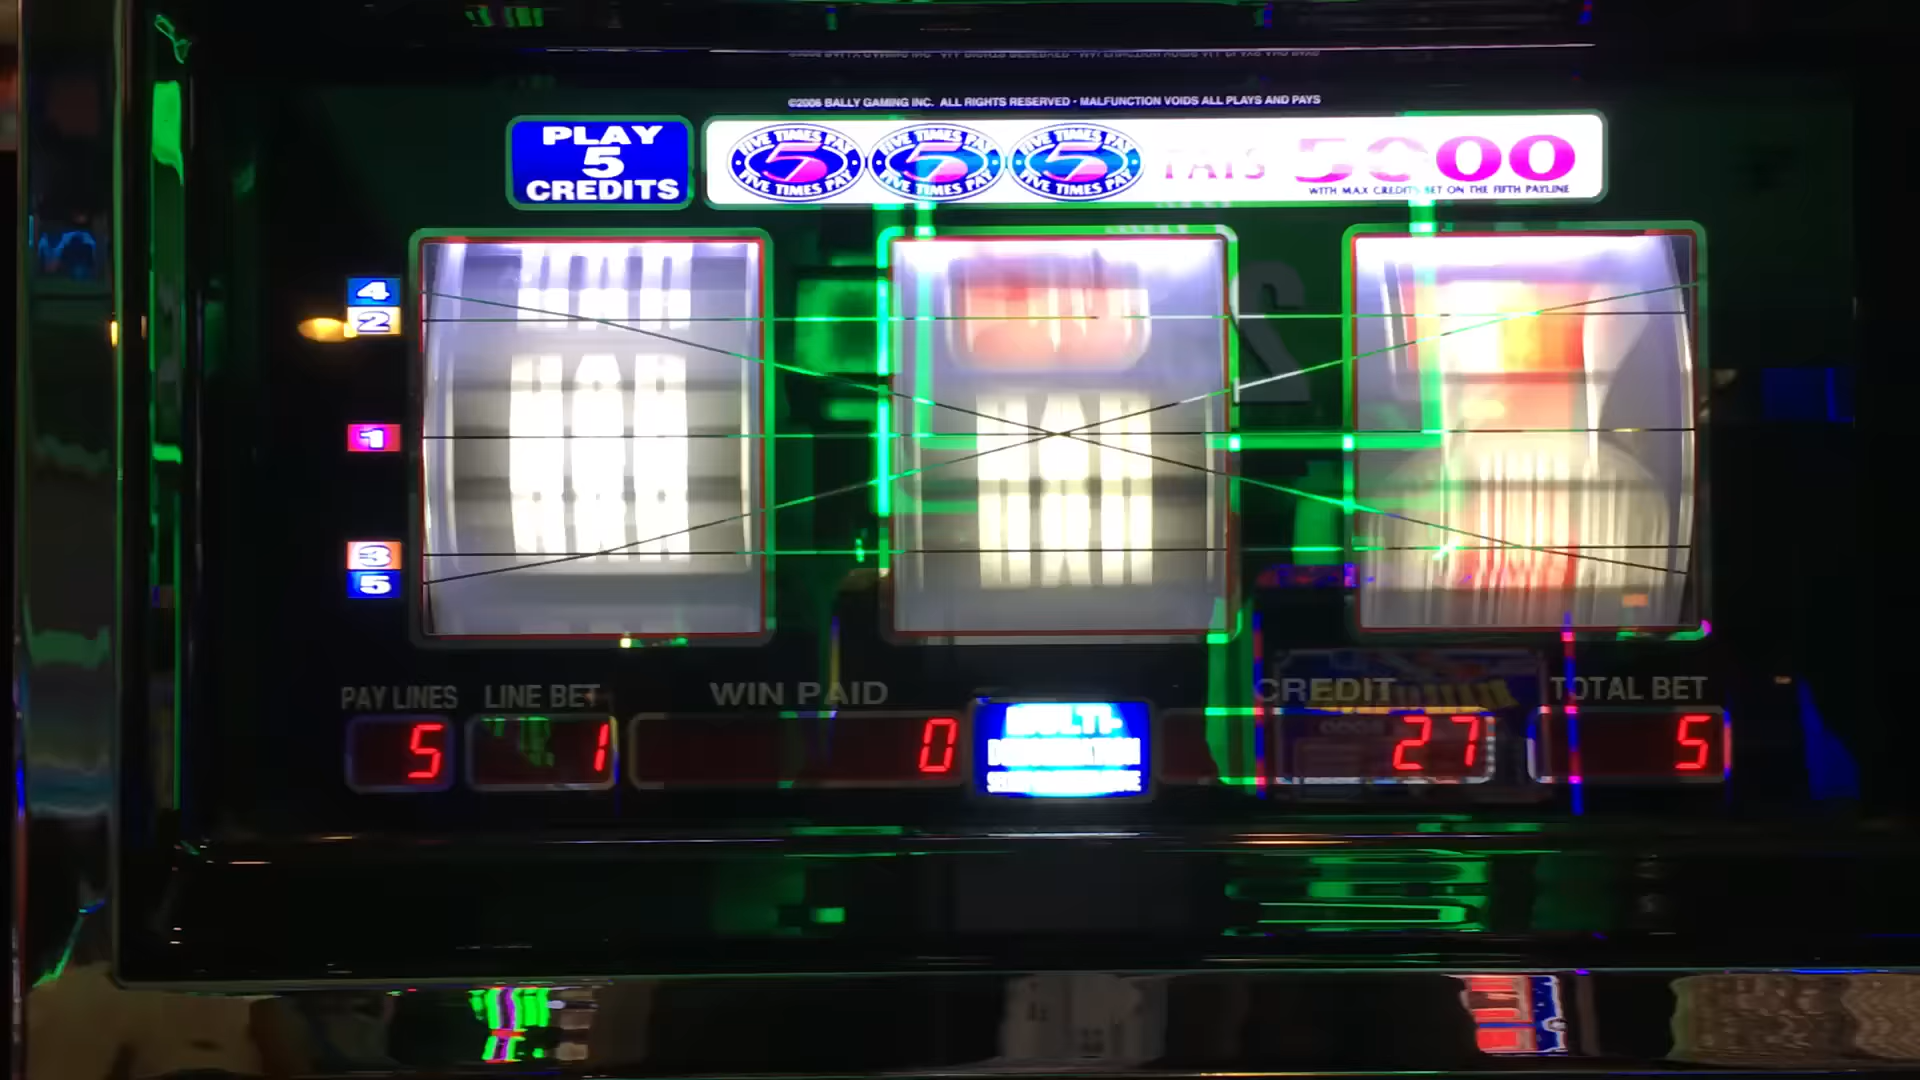 ©2006 BALLY GAMING INC. ALL RIGHTS RESERVED - MALFUNCTION VOIDS ALL PLAYS AND PAYS
PLAY
5
CREDITS
FIVE TIMES PAY
5
FIVE TIMES PAY
FIVE TIMES PAY
5
FIVE TIMES PAY
FIVE TIMES PAY
5
FIVE TIMES PAY
PAYS 5000
WITH MAX CREDITS BET ON THE FIFTH PAYLINE
4
2
1
3
5
PAY LINES
LINE BET
WIN PAID
CREDIT
TOTAL BET
5
1
0
MULTI-
27
5